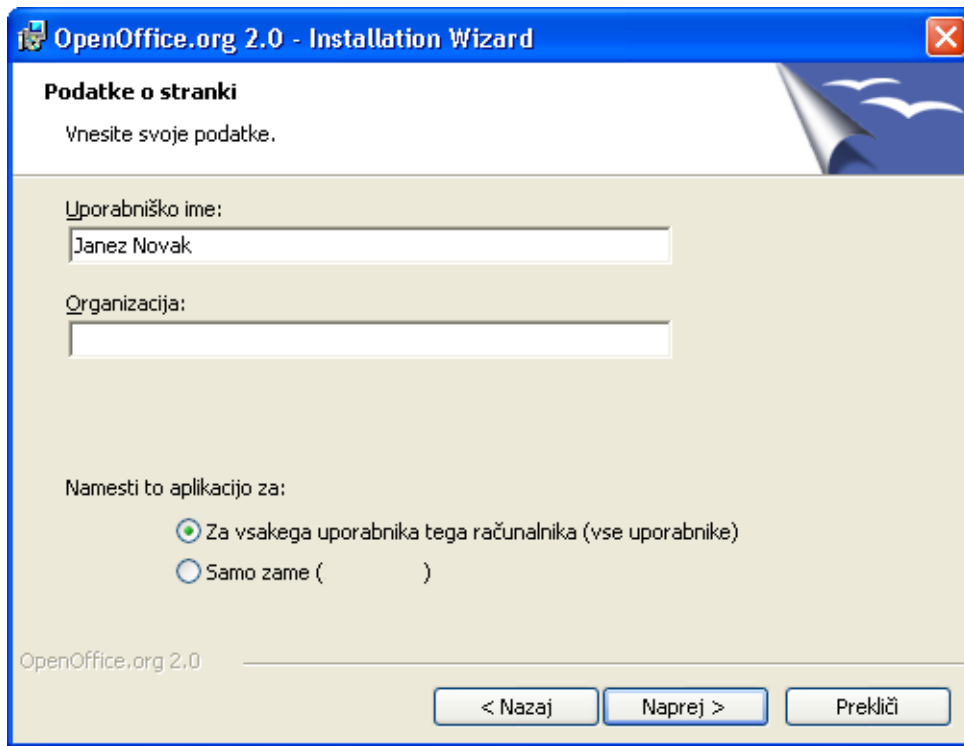 OpenOffice.org 2.0 - Installation Wizard
Podatke o stranki
Vnesite svoje podatke.
Uporabniško ime:
Janez Novak
Organizacija:
Namesti to aplikacijo za:
Za vsakega uporabnika tega računalnika (vse uporabnike)
Samo zame ( )
OpenOffice.org 2.0
< Nazaj Naprej > Prekliči